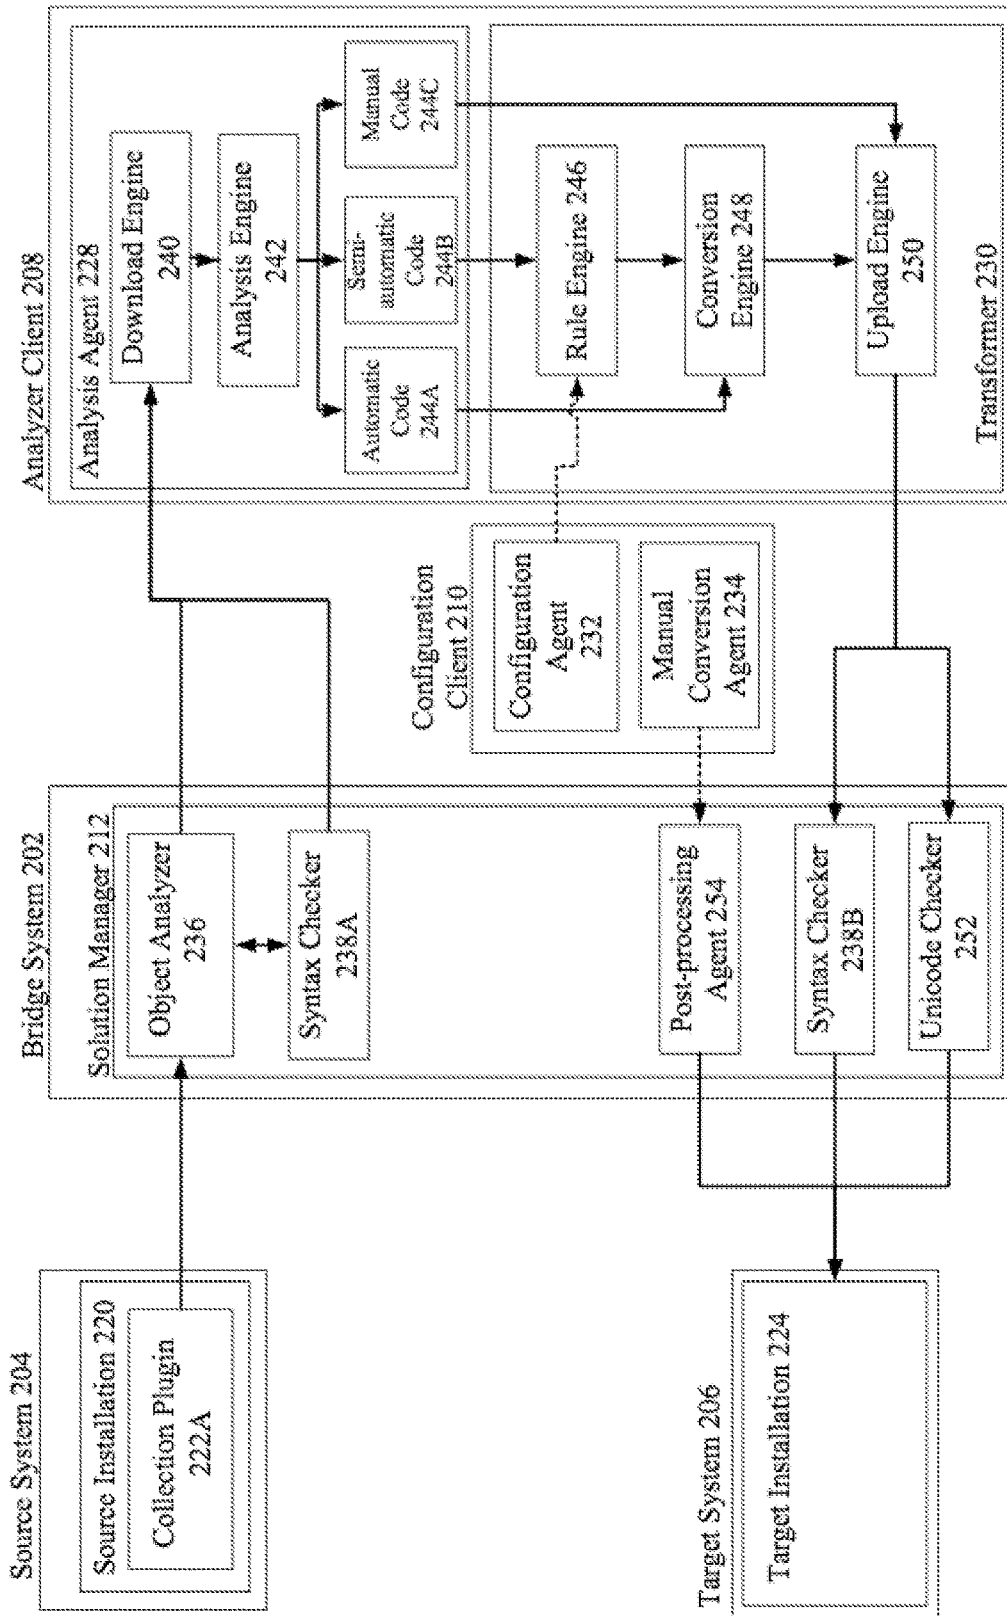 Source System 204
Source Installation 220
Collection Plugin
222A
Target System 206
Target Installation 224
Bridge System 202
Solution Manager 212
Object Analyzer
236
Syntax Checker
238A
Post-processing
Agent 254
Syntax Checker
238B
Unicode Checker
252
Configuration
Client 210
Configuration
Agent
232
Manual
Conversion
Agent 234
Analyzer Client 208
Analysis Agent 228
Download Engine
240
Analysis Engine
242
Automatic
Code
244A
Semi-
automatic
Code
244B
Manual
Code
244C
Rule Engine 246
Conversion
Engine 248
Upload Engine
250
Transformer 230